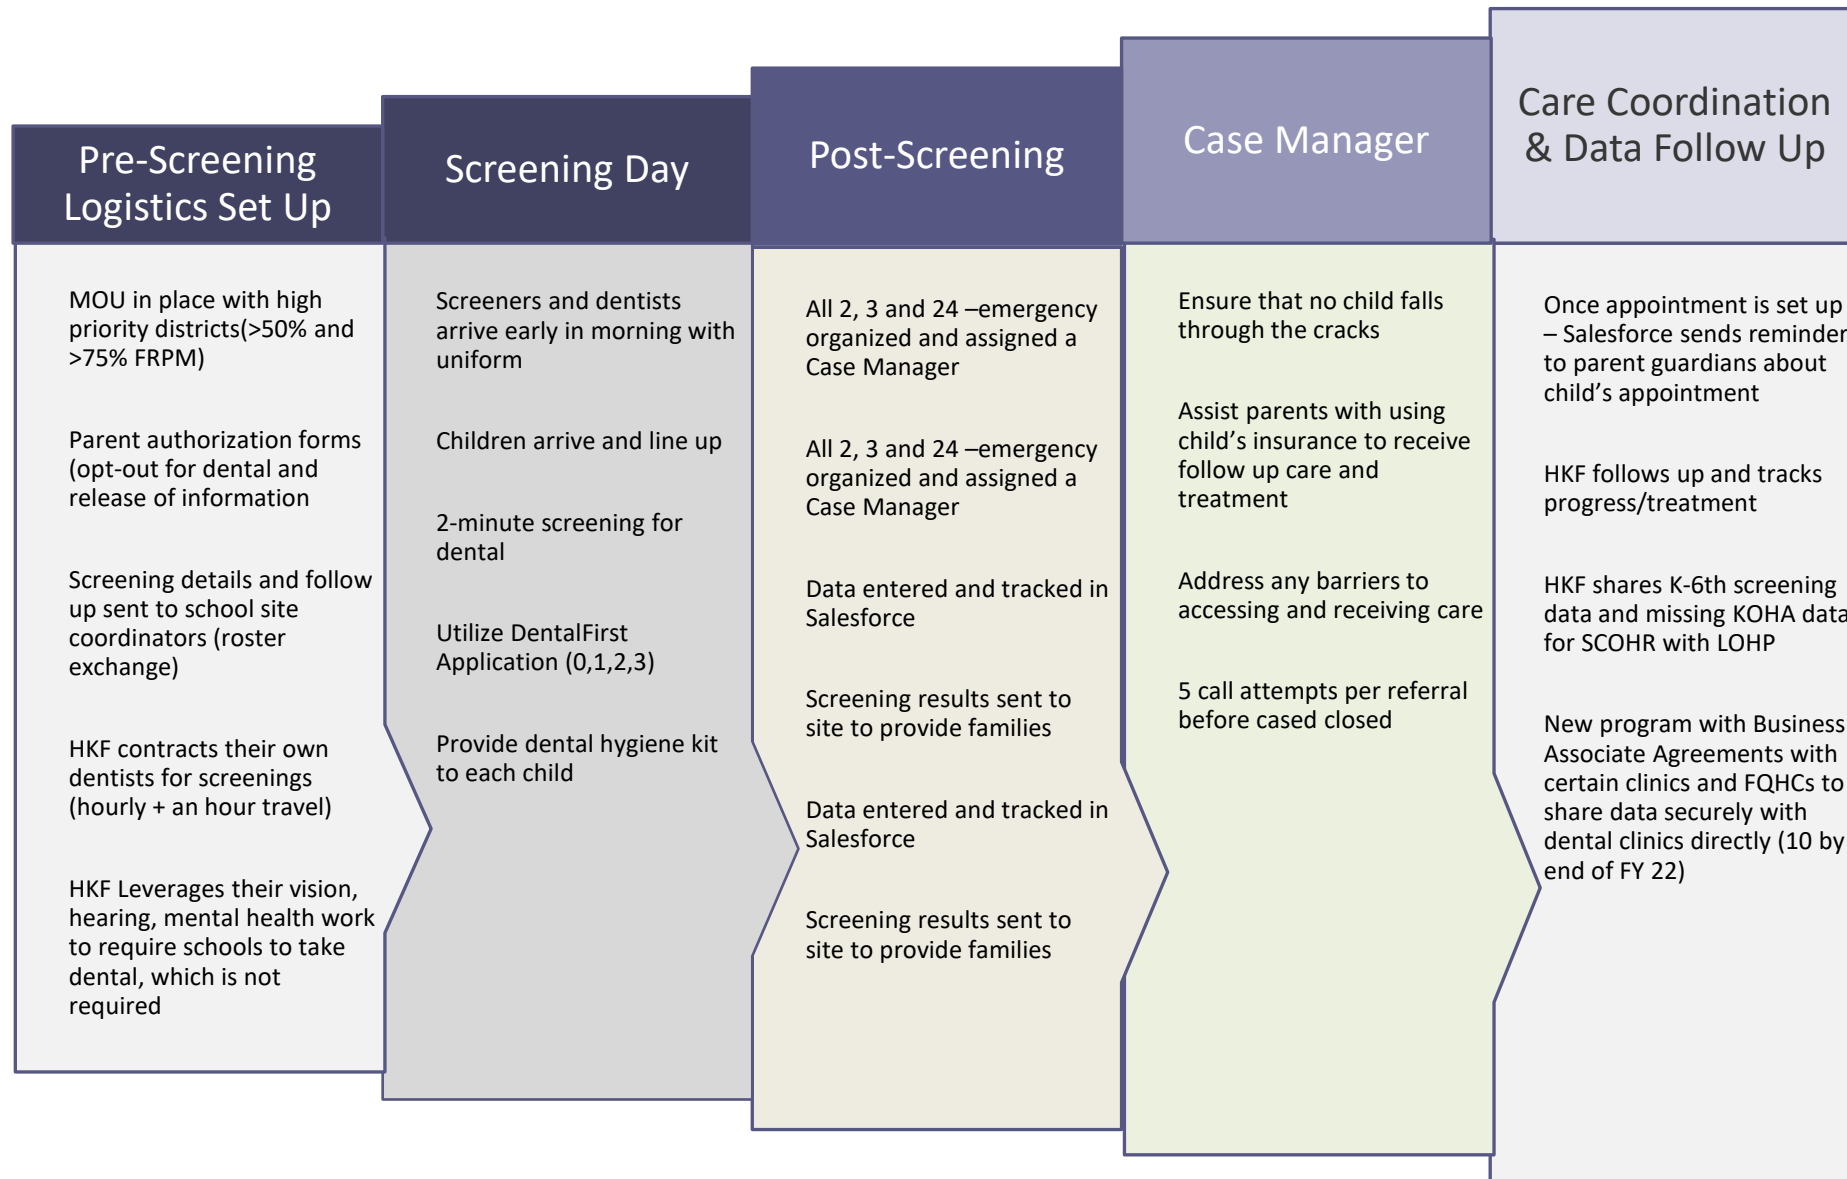 Pre-Screening
Logistics Set Up
MOU in place with high
priority districts(>50% and
>75% FRPM)
Parent authorization forms
(opt-out for dental and
release of information
Screening details and follow
up sent to school site
coordinators (roster
exchange)
HKF contracts their own
dentists for screenings
(hourly + an hour travel)
HKF Leverages their vision,
hearing, mental health work
to require schools to take
dental, which is not
required
Screening Day
Screeners and dentists
arrive early in morning with
uniform
Children arrive and line up
2-minute screening for
dental
Utilize DentalFirst
Application (0,1,2,3)
Provide dental hygiene kit
to each child
Post-Screening
All 2, 3 and 24 –emergency
organized and assigned a
Case Manager
All 2, 3 and 24 –emergency
organized and assigned a
Case Manager
Data entered and tracked in
Salesforce
Screening results sent to
site to provide families
Data entered and tracked in
Salesforce
Screening results sent to
site to provide families
Case Manager
Ensure that no child falls
through the cracks
Assist parents with using
child’s insurance to receive
follow up care and
treatment
Address any barriers to
accessing and receiving care
5 call attempts per referral
before cased closed
Care Coordination
& Data Follow Up
Once appointment is set up
– Salesforce sends reminder
to parent guardians about
child’s appointment
HKF follows up and tracks
progress/treatment
HKF shares K-6th screening
data and missing KOHA data
for SCOHR with LOHP
New program with Business
Associate Agreements with
certain clinics and FQHCs to
share data securely with
dental clinics directly (10 by
end of FY 22)